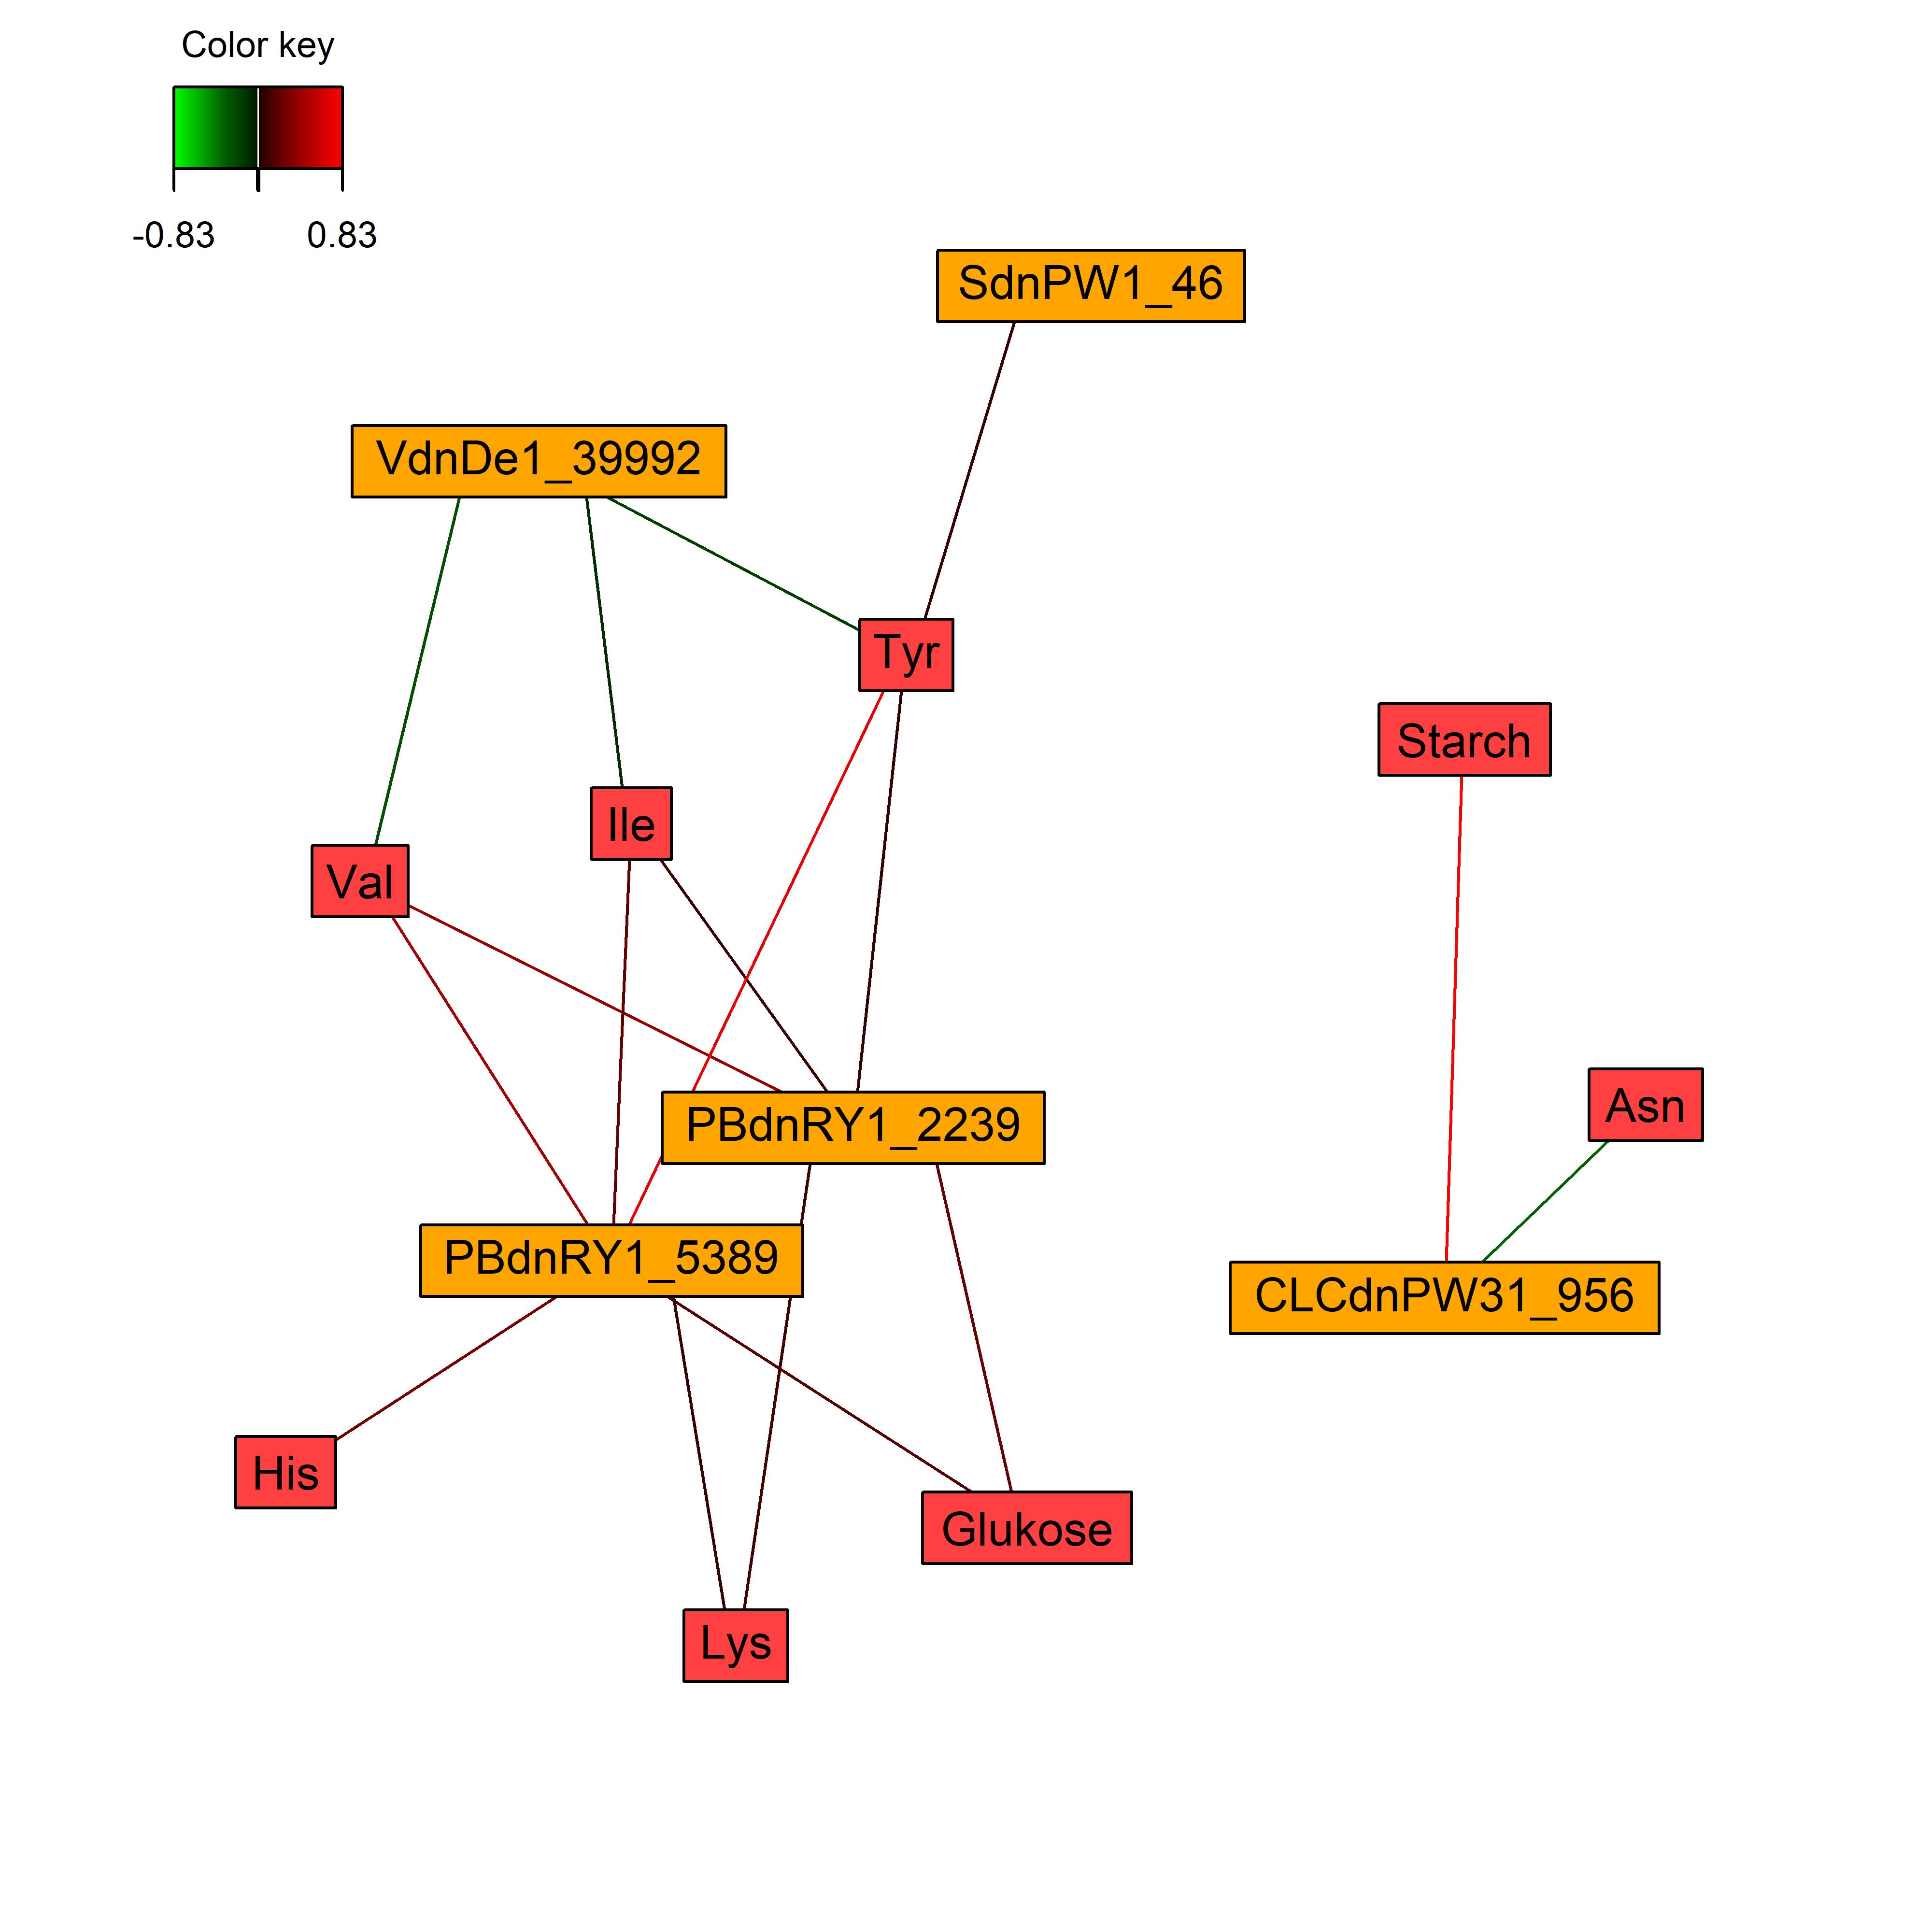 Color key
-0.83 0.83
SdnPW1_46
VdnDe1_39992
Tyr
Starch
Ile
Val
Asn
PBdnRY1_2239
PBdnRY1_5389
CLCdnPW31_956
His
Glukose
Lys